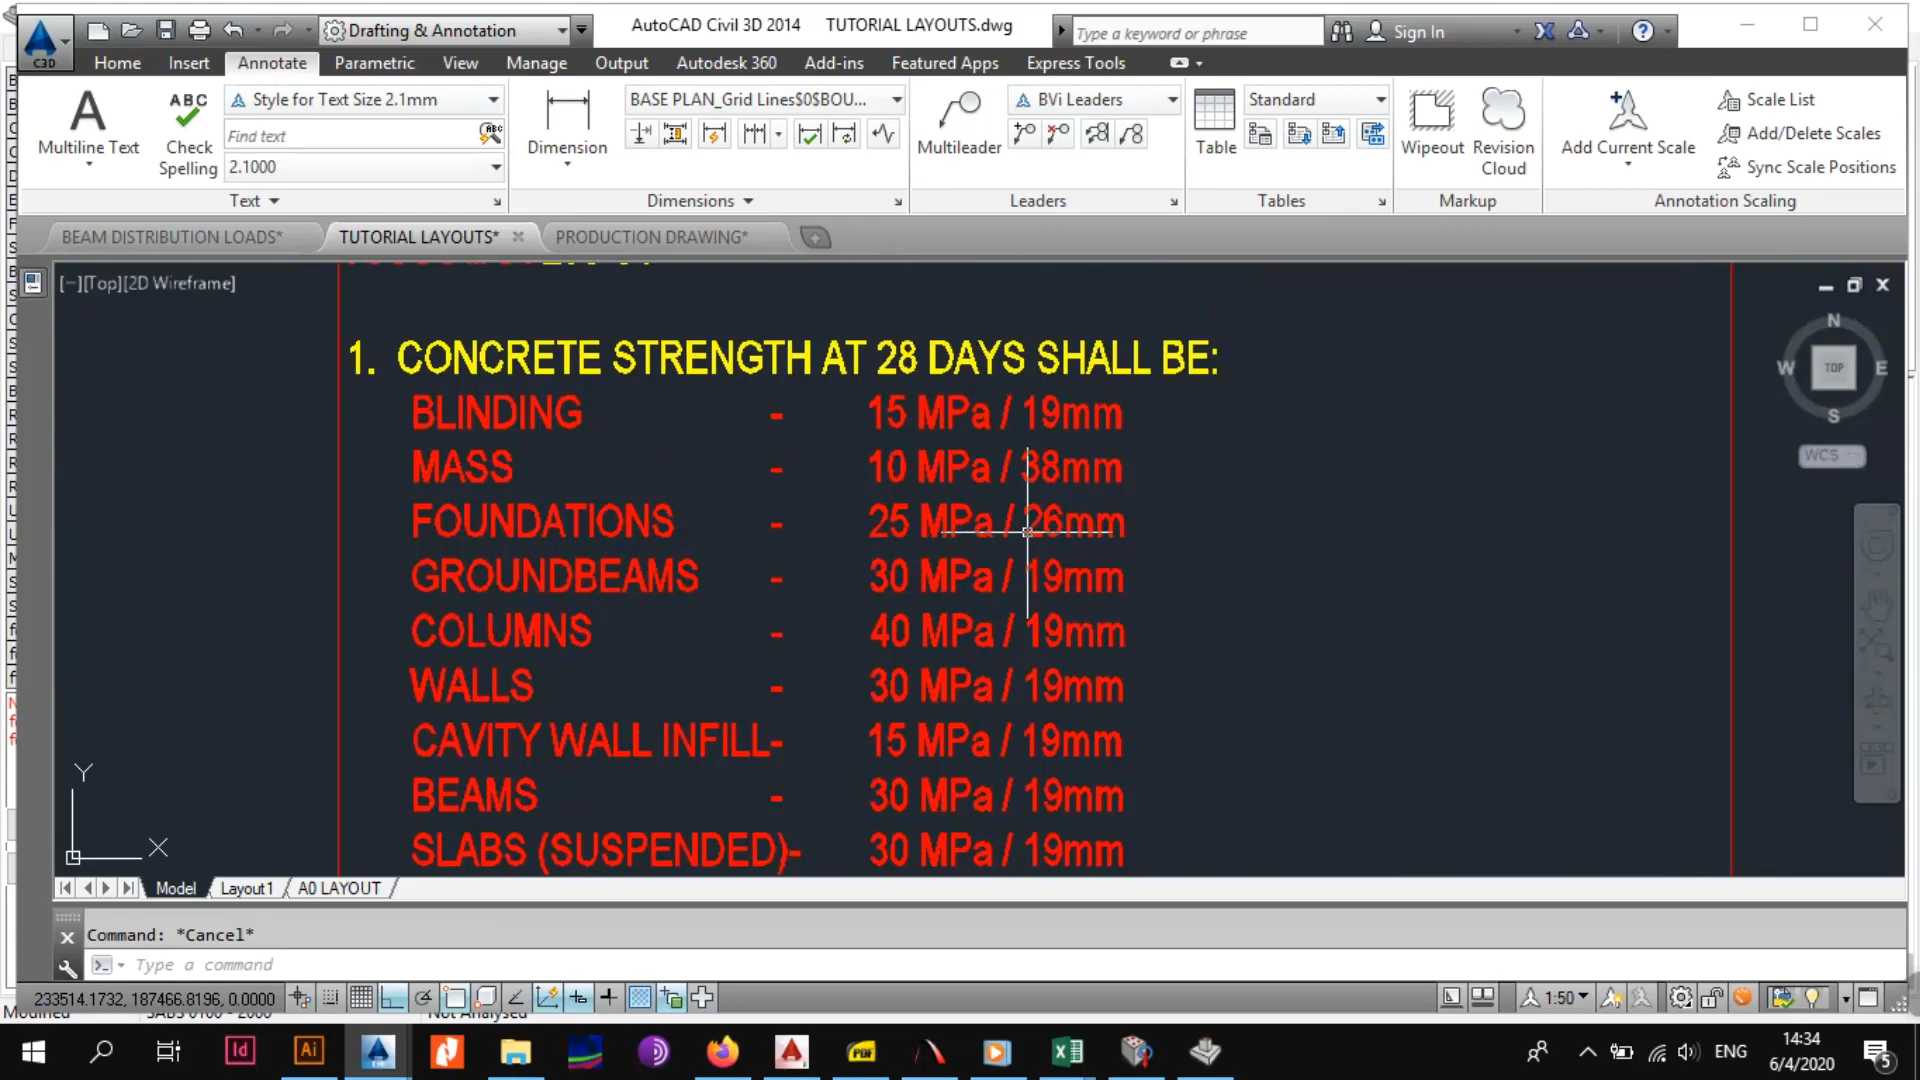 Drafting & Annotation
AutoCAD Civil 3D 2014 TUTORIAL LAYOUTS.dwg
Type a keyword or phrase
Sign In
C3D
Home Insert Annotate Parametric View Manage Output Autodesk 360 Add-ins Featured Apps Express Tools
A
Multiline Text
ABC
Check
Spelling
Style for Text Size 2.1mm
Find text
2.1000
Dimension
BASE PLAN_Grid Lines$0$BOU...
Multileader
BVi Leaders
Table
Standard
Wipeout
Revision
Cloud
Add Current Scale
Scale List
Add/Delete Scales
Sync Scale Positions
Text Dimensions Leaders Tables Markup Annotation Scaling
BEAM DISTRIBUTION LOADS* TUTORIAL LAYOUTS* PRODUCTION DRAWING*
[−][Top][2D Wireframe]
N
W TOP E
S
WCS
1. CONCRETE STRENGTH AT 28 DAYS SHALL BE:
BLINDING - 15 MPa / 19mm
MASS - 10 MPa / 38mm
FOUNDATIONS - 25 MPa / 26mm
GROUNDBEAMS - 30 MPa / 19mm
COLUMNS - 40 MPa / 19mm
WALLS - 30 MPa / 19mm
CAVITY WALL INFILL- 15 MPa / 19mm
BEAMS - 30 MPa / 19mm
SLABS (SUSPENDED)- 30 MPa / 19mm
Y
X
Model Layout1 A0 LAYOUT
Command: *Cancel*
Type a command
233514.1732, 187466.8196, 0.0000
1:50
Id
Ai
PDF
ENG
14:34
6/4/2020
5